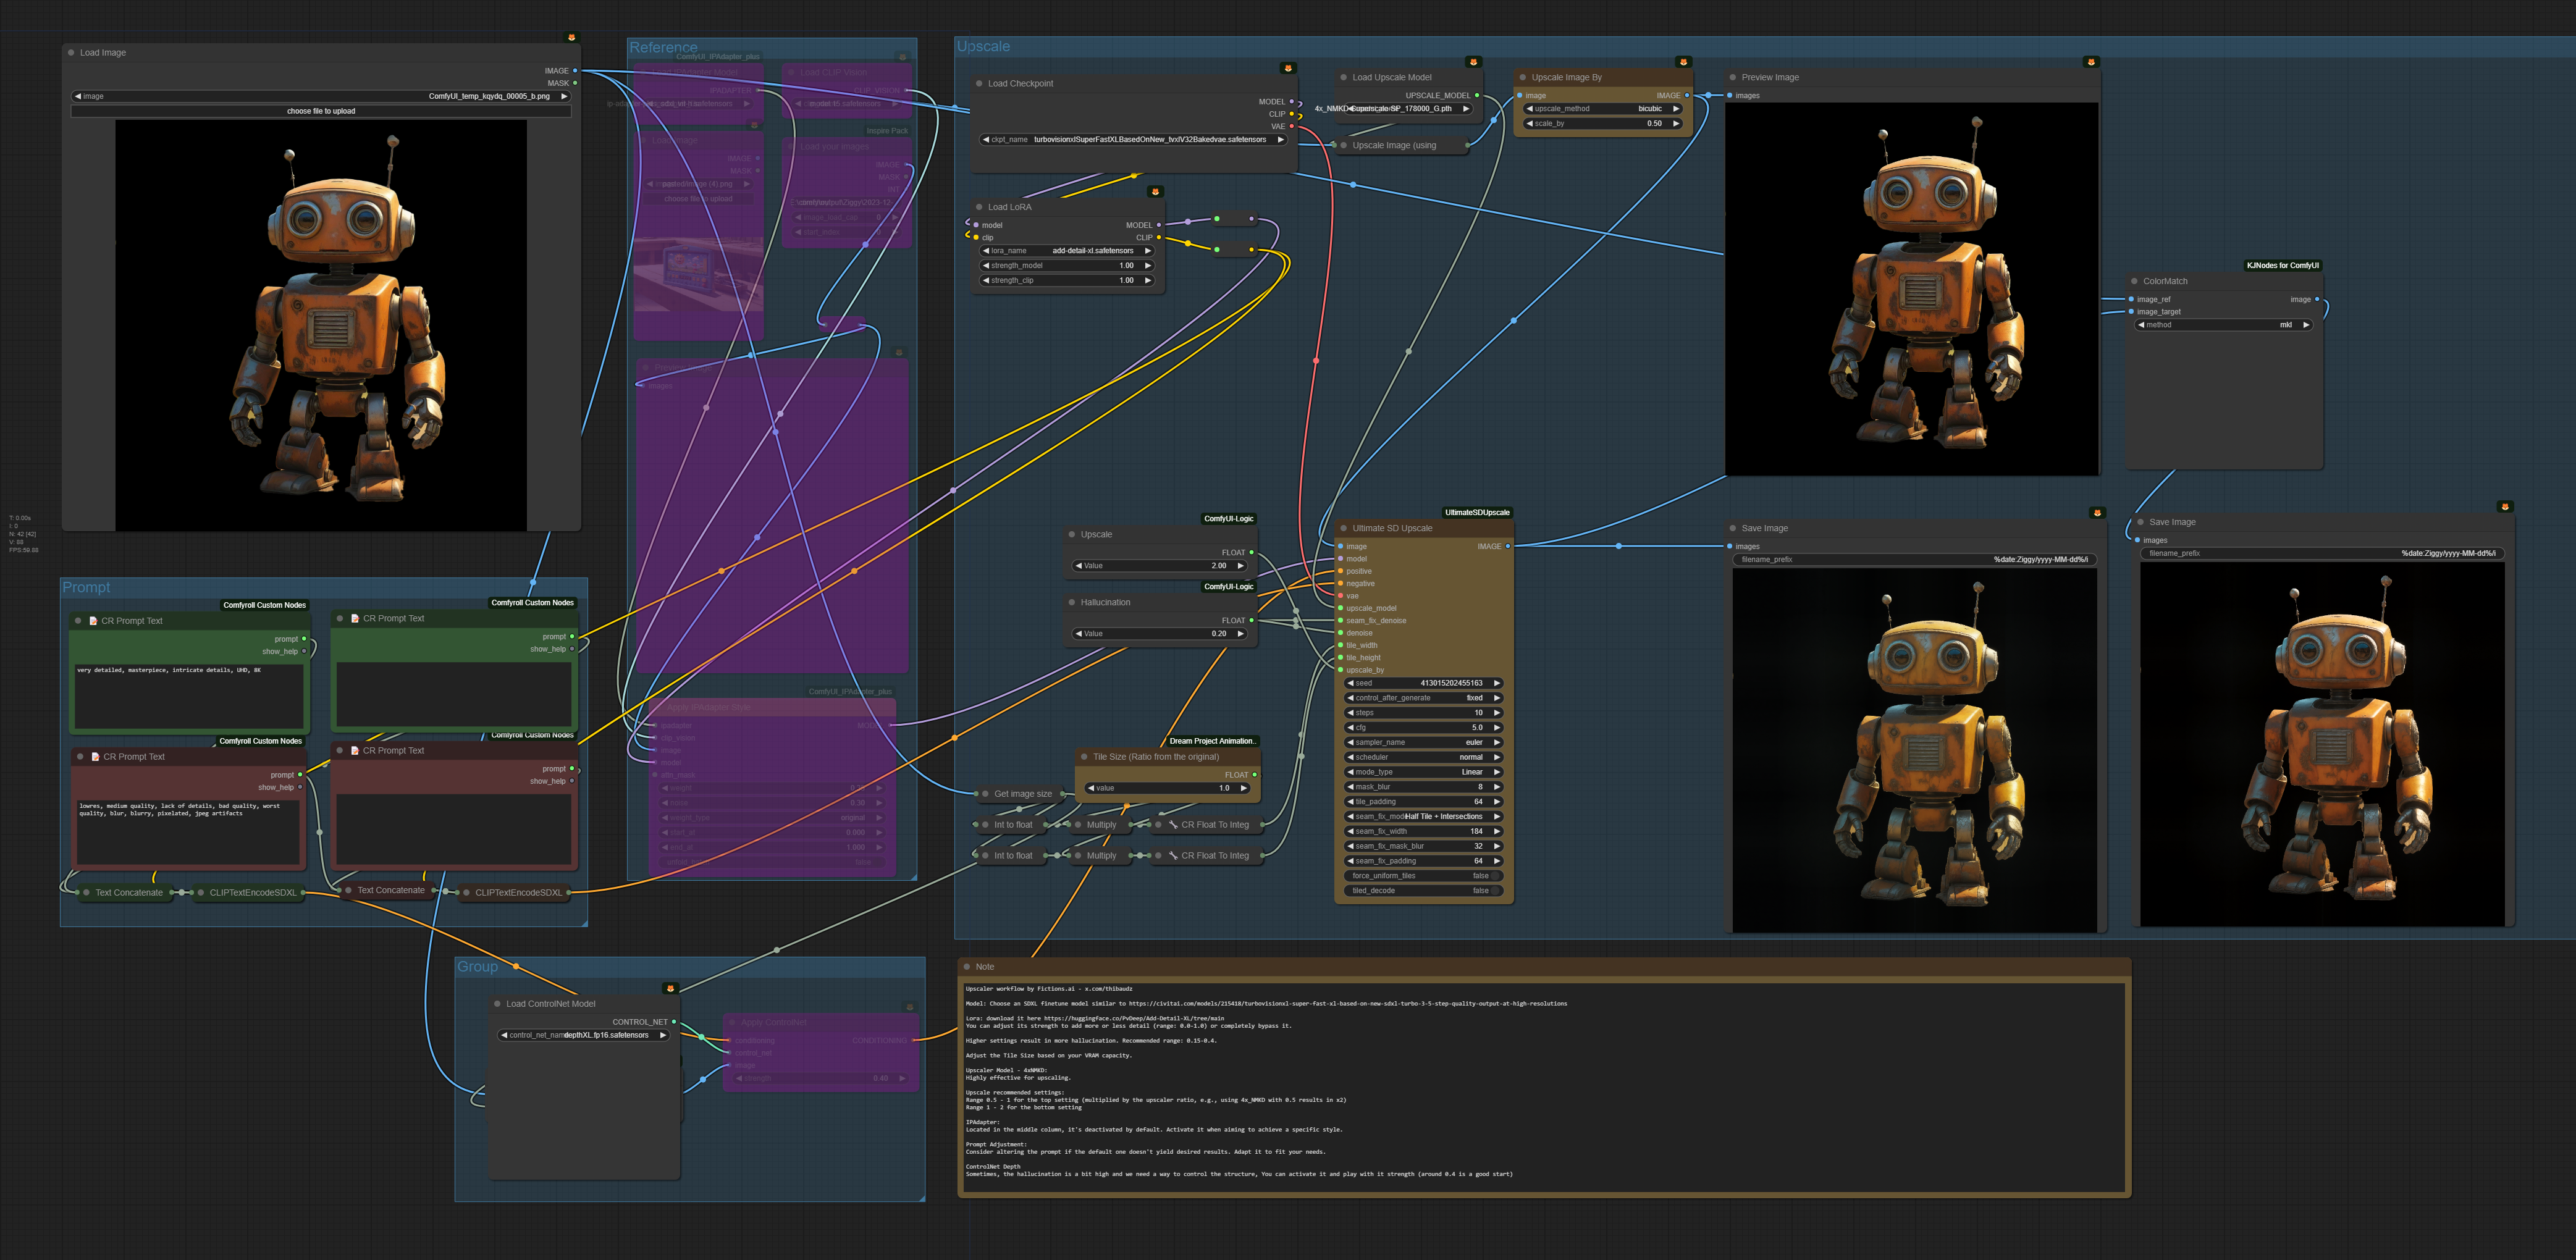 Load Image
IMAGE
MASK
image ComfyUI_temp_kqydq_00005_b.png
choose file to upload
T: 0.00s
I: 0
N: 42 [42]
V: 88
FPS:59.88
Reference
ComfyUI_IPAdapter_plus
Load CLIP Vision
IPADAPTER
CLIP_VISION
Inspire Pack
Load Image
IMAGE
MASK
choose file to upload
Load your images
IMAGE
MASK
INT
images
ComfyUI_IPAdapter_plus
Apply IPAdapter Style
ipadapter
clip_vision
image
model
attn_mask
weight
noise 0.30
weight_type original
start_at 0.000
end_at 1.000
false
Upscale
Load Checkpoint
MODEL
CLIP
VAE
ckpt_name turbovisionxlSuperFastXLBasedOnNew_tvxlV32Bakedvae.safetensors
Load Upscale Model
UPSCALE_MODEL
Upscale Image (using
Upscale Image By
image
IMAGE
upscale_method bicubic
scale_by 0.50
Preview Image
images
Load LoRA
model
clip
MODEL
CLIP
lora_name add-detail-xl.safetensors
strength_model 1.00
strength_clip 1.00
KJNodes for ComfyUI
ColorMatch
image_ref
image_target
image
method mkl
ComfyUI-Logic
Upscale
FLOAT
Value 2.00
ComfyUI-Logic
Hallucination
FLOAT
Value 0.20
Dream Project Animation..
Tile Size (Ratio from the original)
FLOAT
value 1.0
Get image size
Int to float
Multiply
CR Float To Integ
Int to float
Multiply
CR Float To Integ
UltimateSDUpscale
Ultimate SD Upscale
image
IMAGE
model
positive
negative
vae
upscale_model
seam_fix_denoise
denoise
tile_width
tile_height
upscale_by
seed 413015202455163
control_after_generate fixed
steps 10
cfg 5.0
sampler_name euler
scheduler normal
mode_type Linear
mask_blur 8
tile_padding 64
seam_fix_mode Half Tile + Intersections
seam_fix_width 184
seam_fix_mask_blur 32
seam_fix_padding 64
force_uniform_tiles false
tiled_decode false
Save Image
images
filename_prefix %date:Ziggy/yyyy-MM-dd%/i
Save Image
images
filename_prefix %date:Ziggy/yyyy-MM-dd%/i
Prompt
Comfyroll Custom Nodes
CR Prompt Text
prompt
show_help
very detailed, masterpiece, intricate details, UHD, 8K
Comfyroll Custom Nodes
CR Prompt Text
prompt
show_help
Comfyroll Custom Nodes
CR Prompt Text
prompt
show_help
lowres, medium quality, lack of details, bad quality, worst
quality, blur, blurry, pixelated, jpeg artifacts
Comfyroll Custom Nodes
CR Prompt Text
prompt
show_help
Text Concatenate
CLIPTextEncodeSDXL
Text Concatenate
CLIPTextEncodeSDXL
Group
Load ControlNet Model
CONTROL_NET
depthXL.fp16.safetensors
Apply ControlNet
conditioning
control_net
image
CONDITIONING
strength 0.40
Note
Upscaler workflow by Fictions.ai - x.com/thibaudz
Model: Choose an SDXL finetune model similar to https://civitai.com/models/215418/turbovisionxl-super-fast-xl-based-on-new-sdxl-turbo-3-5-step-quality-output-at-high-resolutions
Lora: download it here https://huggingface.co/PvDeep/Add-Detail-XL/tree/main
You can adjust its strength to add more or less detail (range: 0.0-1.0) or completely bypass it.
Higher settings result in more hallucination. Recommended range: 0.15-0.4.
Adjust the Tile Size based on your VRAM capacity.
Upscaler Model - 4xNMKD:
Highly effective for upscaling.
Upscale recommended settings:
Range 0.5 - 1 for the top setting (multiplied by the upscaler ratio, e.g., using 4x_NMKD with 0.5 results in x2)
Range 1 - 2 for the bottom setting
IPAdapter:
Located in the middle column, it's deactivated by default. Activate it when aiming to achieve a specific style.
Prompt Adjustment:
Consider altering the prompt if the default one doesn't yield desired results. Adapt it to fit your needs.
ControlNet Depth
Sometimes, the hallucination is a bit high and we need a way to control the structure, You can activate it and play with it strength (around 0.4 is a good start)